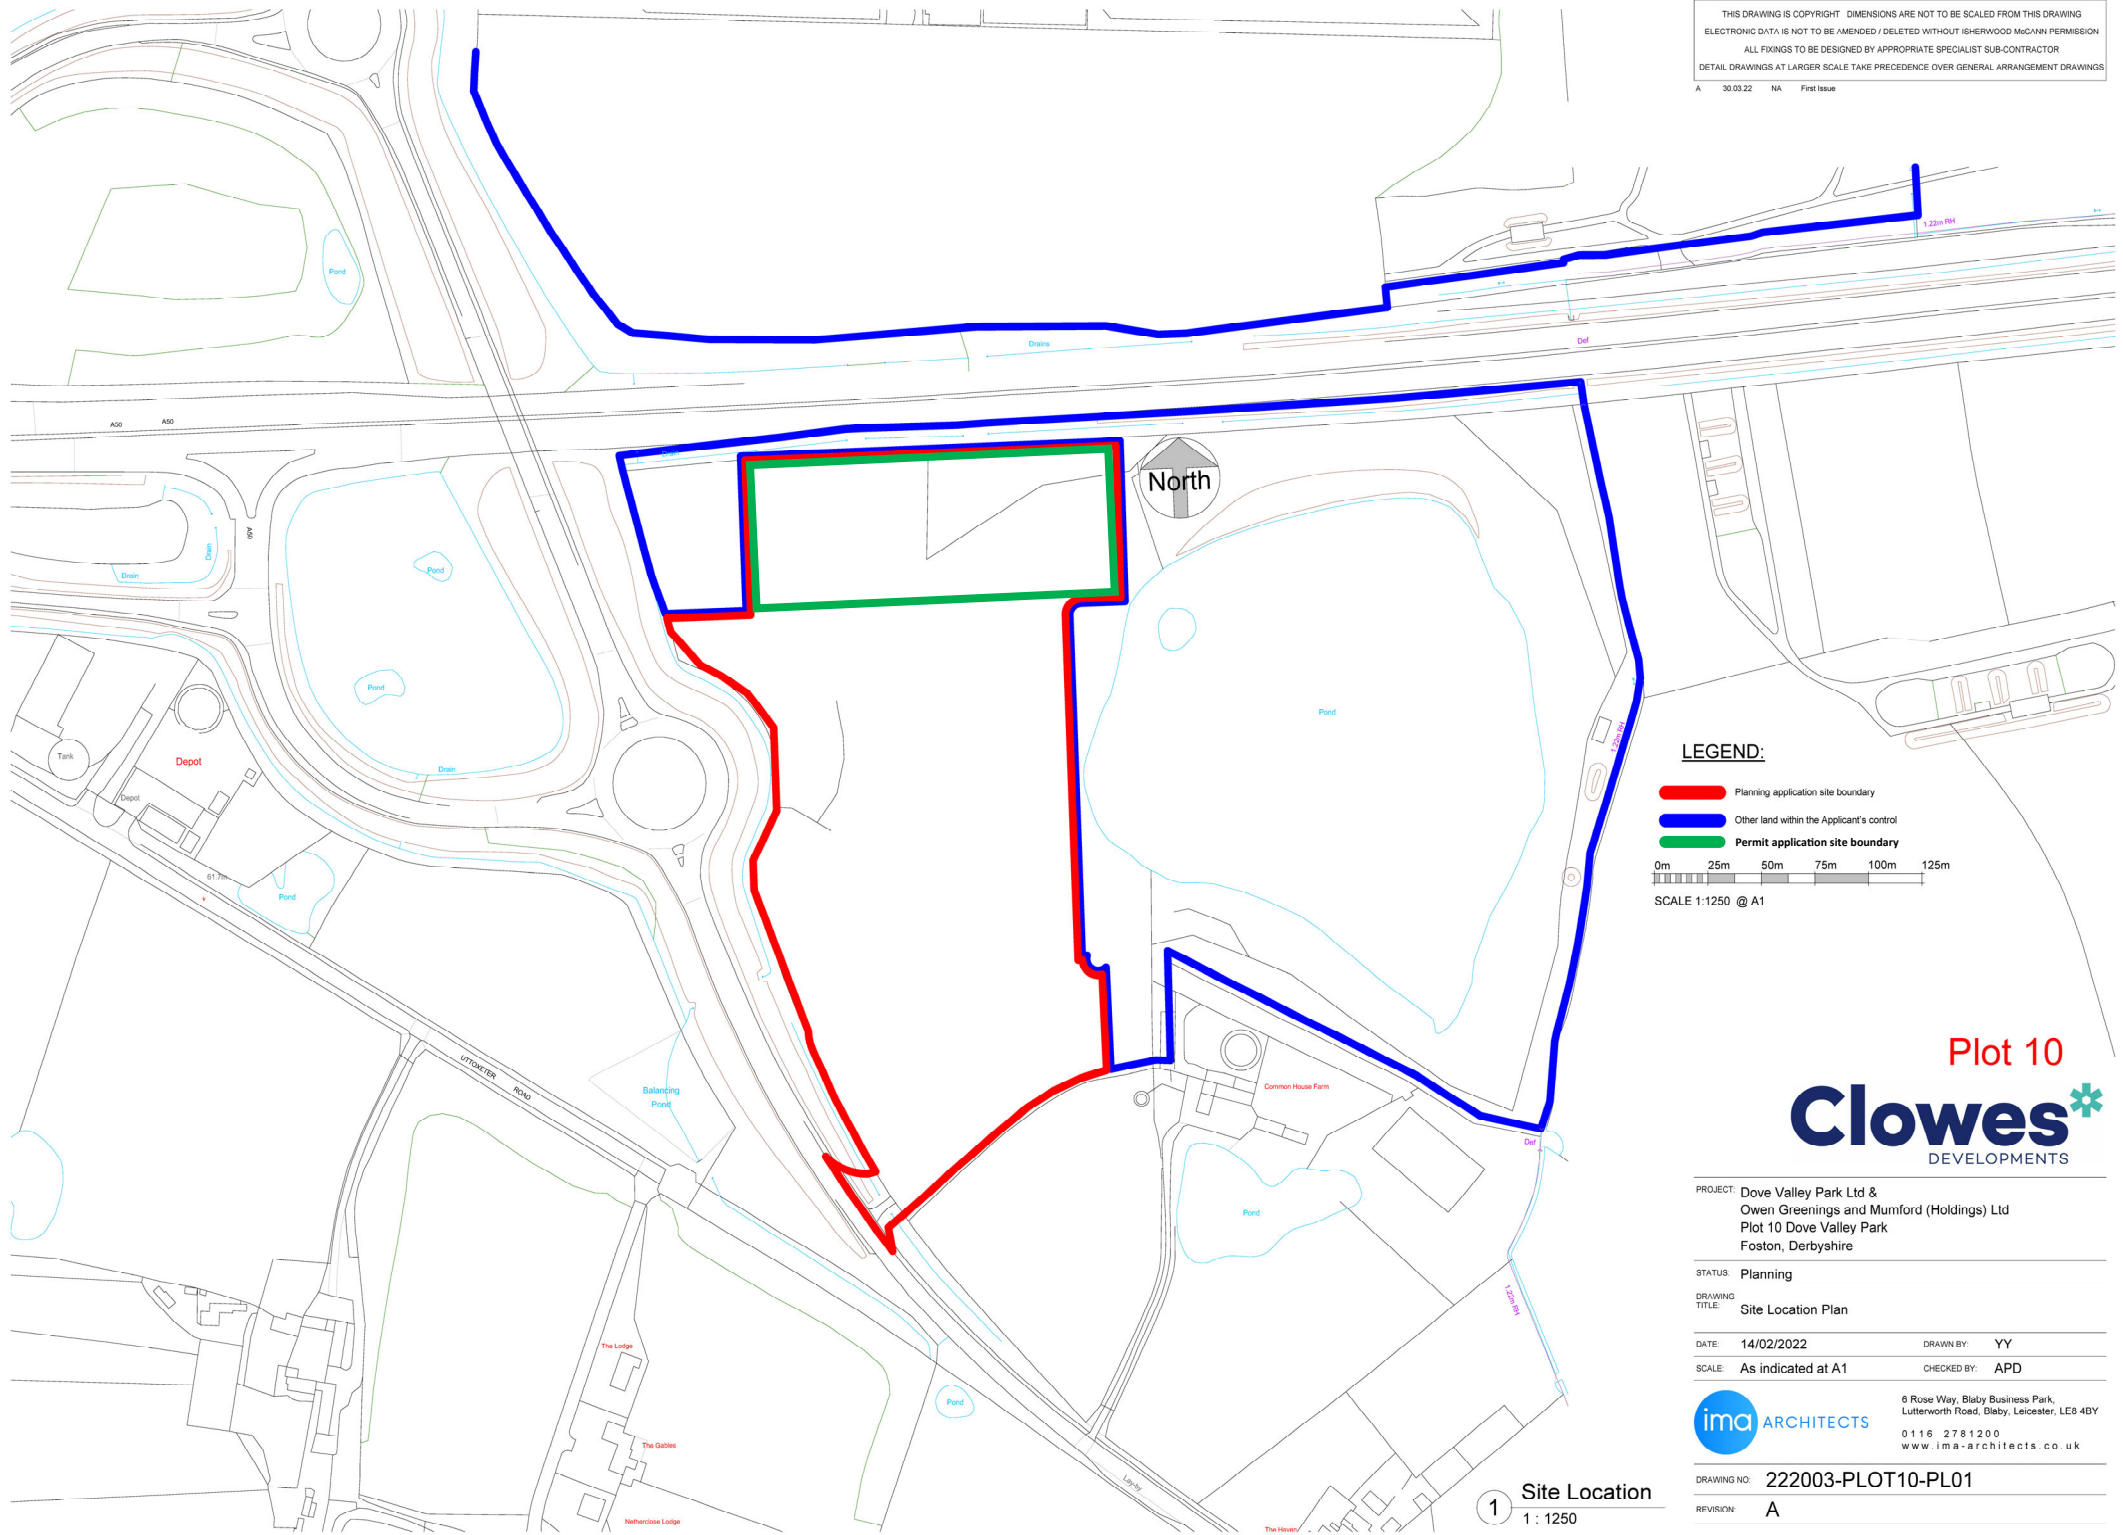 THIS DRAWING IS COPYRIGHT DIMENSIONS ARE NOT TO BE SCALED FROM THIS DRAWING
ELECTRONIC DATA IS NOT TO BE AMENDED / DELETED WITHOUT ISHERWOOD McCANN PERMISSION
ALL FIXINGS TO BE DESIGNED BY APPROPRIATE SPECIALIST SUB-CONTRACTOR
DETAIL DRAWINGS AT LARGER SCALE TAKE PRECEDENCE OVER GENERAL ARRANGEMENT DRAWINGS
A 30.03.22 NA First Issue
1.22m RH
Pond
Drains
Def
A50 A50
Drain
North
A50
Drain
Pond
Drain
Pond
Pond
1.22m RH
Tank
Depot
Drain
Depot
61.7m
Pond
LEGEND:
Planning application site boundary
Other land within the Applicant's control
Permit application site boundary
0m 25m 50m 75m 100m 125m
SCALE 1:1250 @ A1
UTTOXETER ROAD
Balancing
Pond
Common House Farm
Def
Pond
1.22m RH
The Lodge
Pond
The Gables
Lay-by
Netherclose Lodge
The Haven
Plot 10
Clowes
DEVELOPMENTS
PROJECT: Dove Valley Park Ltd &
Owen Greenings and Mumford (Holdings) Ltd
Plot 10 Dove Valley Park
Foston, Derbyshire
STATUS: Planning
DRAWING
TITLE: Site Location Plan
DATE: 14/02/2022 DRAWN BY: YY
SCALE: As indicated at A1 CHECKED BY: APD
ima ARCHITECTS
6 Rose Way, Blaby Business Park,
Lutterworth Road, Blaby, Leicester, LE8 4BY
0116 2781200
www.ima-architects.co.uk
DRAWING NO: 222003-PLOT10-PL01
REVISION: A
1 Site Location
1 : 1250